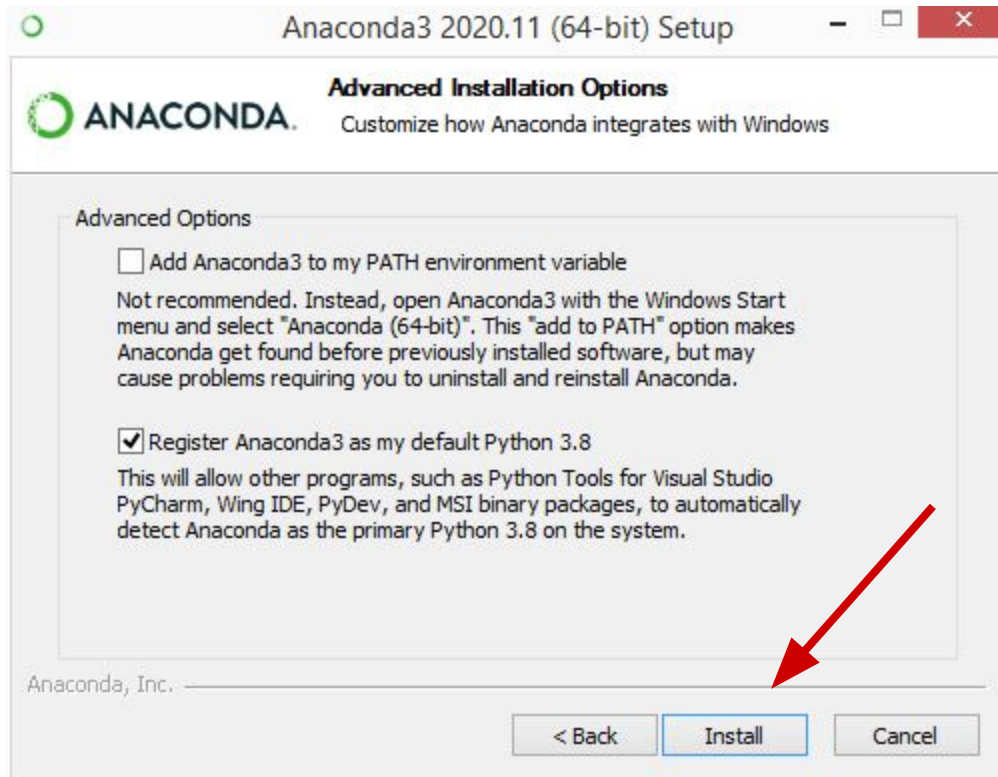 Anaconda3 2020.11 (64-bit) Setup
ANACONDA.
Advanced Installation Options
Customize how Anaconda integrates with Windows
Advanced Options
Add Anaconda3 to my PATH environment variable
Not recommended. Instead, open Anaconda3 with the Windows Start
menu and select "Anaconda (64-bit)". This "add to PATH" option makes
Anaconda get found before previously installed software, but may
cause problems requiring you to uninstall and reinstall Anaconda.
Register Anaconda3 as my default Python 3.8
This will allow other programs, such as Python Tools for Visual Studio
PyCharm, Wing IDE, PyDev, and MSI binary packages, to automatically
detect Anaconda as the primary Python 3.8 on the system.
Anaconda, Inc.
< Back Install Cancel